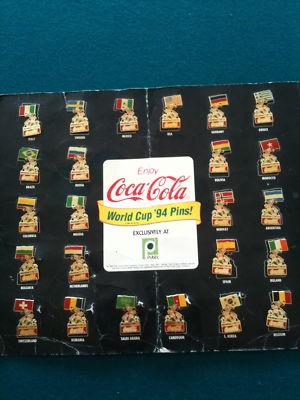 ITALY
SWEDEN
MEXICO
USA
GERMANY
GREECE
Enjoy
Coca-Cola
World Cup '94 Pins!
EXCLUSIVELY AT
Publix
BRAZIL
RUSSIA
BOLIVIA
MOROCCO
COLOMBIA
NIGERIA
NORWAY
ARGENTINA
BULGARIA
NETHERLANDS
SPAIN
IRELAND
SWITZERLAND
ROMANIA
SAUDI ARABIA
CAMEROON
S. KOREA
BELGIUM